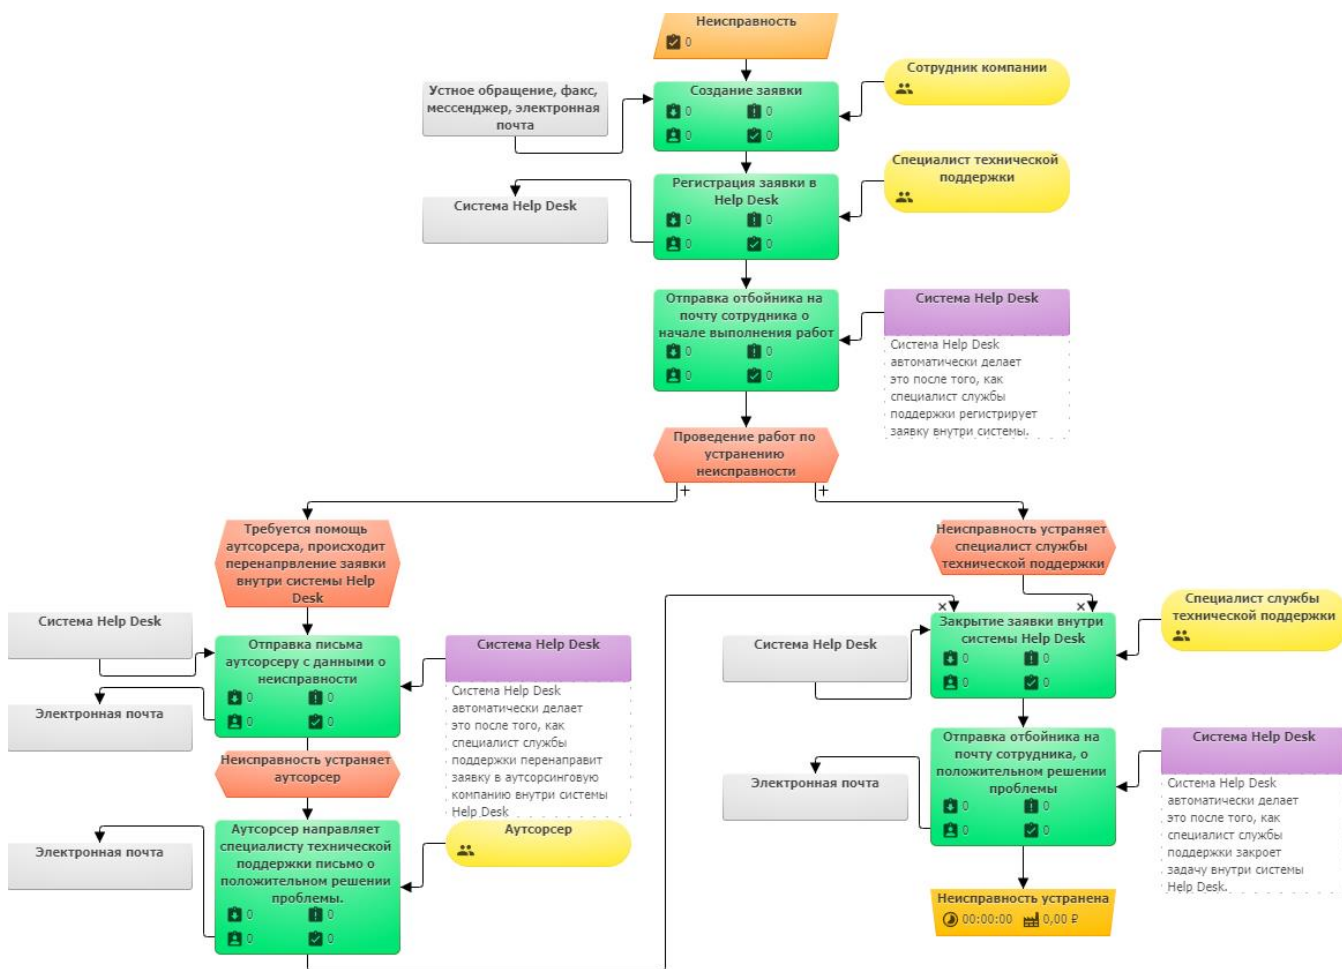 Неисправность
0
Устное обращение, факс,
мессенджер, электронная
почта
Создание заявки
0 0
0 0
Сотрудник компании
Система Help Desk
Регистрация заявки в
Help Desk
0 0
0 0
Специалист технической
поддержки
Отправка отбойника на
почту сотрудника о
начале выполнения работ
0 0
0 0
Система Help Desk
Система Help Desk
автоматически делает
это после того, как
специалист службы
поддержки регистрирует
заявку внутри системы.
Проведение работ по
устранению
неисправности
+ +
Требуется помощь
аутсорсера, происходит
перенапрвление заявки
внутри системы Help
Desk
Неисправность устраняет
специалист службы
технической поддержки
Система Help Desk
Отправка письма
аутсорсеру с данными о
неисправности
0 0
0 0
Электронная почта
Система Help Desk
Система Help Desk
автоматически делает
это после того, как
специалист службы
поддержки перенаправит
заявку в аутсорсинговую
компанию внутри системы
Help Desk
Неисправность устраняет
аутсорсер
Электронная почта
Аутсорсер направляет
специалисту технической
поддержки письмо о
положительном решении
проблемы.
0 0
0 0
Аутсорсер
× ×
Система Help Desk
Закрытие заявки внутри
системы Help Desk
0 0
0 0
Специалист службы
технической поддержки
Электронная почта
Отправка отбойника на
почту сотрудника, о
положительном решении
проблемы
0 0
0 0
Система Help Desk
Система Help Desk
автоматически делает
это после того, как
специалист службы
поддержки закроет
задачу внутри системы
Help Desk.
Неисправность устранена
00:00:00 0,00 ₽